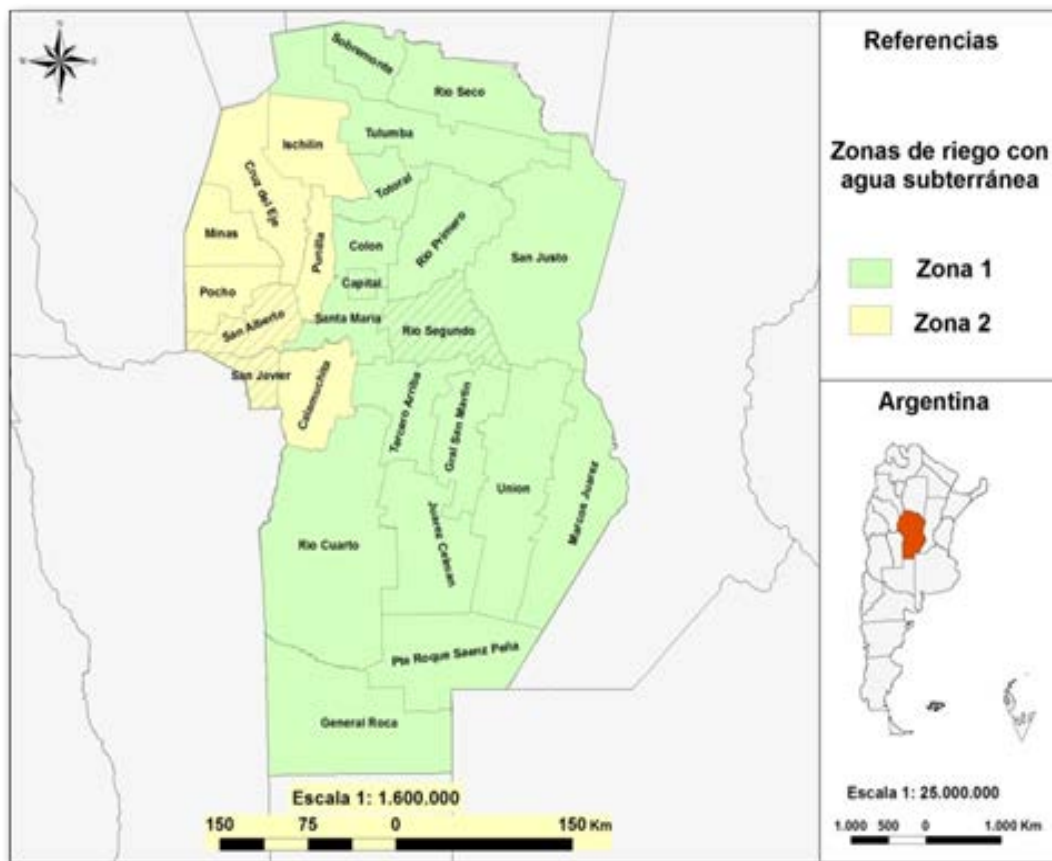 Sobremonte
Rio Seco
Tulumba
Ischilin
Totoral
Cruz del Eje
Rio Primero
Minas
Punilla
Colon
San Justo
Capital
Pocho
San Alberto
Santa Maria
Rio Segundo
San Javier
Calamuchita
Tercero Arriba
Gral San Martin
Union
Marcos Juarez
Juarez Celman
Rio Cuarto
Pte Roque Saenz Peña
General Roca
Escala 1: 1.600.000
150 75 0 150 Km
Referencias
Zonas de riego con
agua subterránea
Zona 1
Zona 2
Argentina
Escala 1: 25.000.000
1.000 500 0 1.000 Km